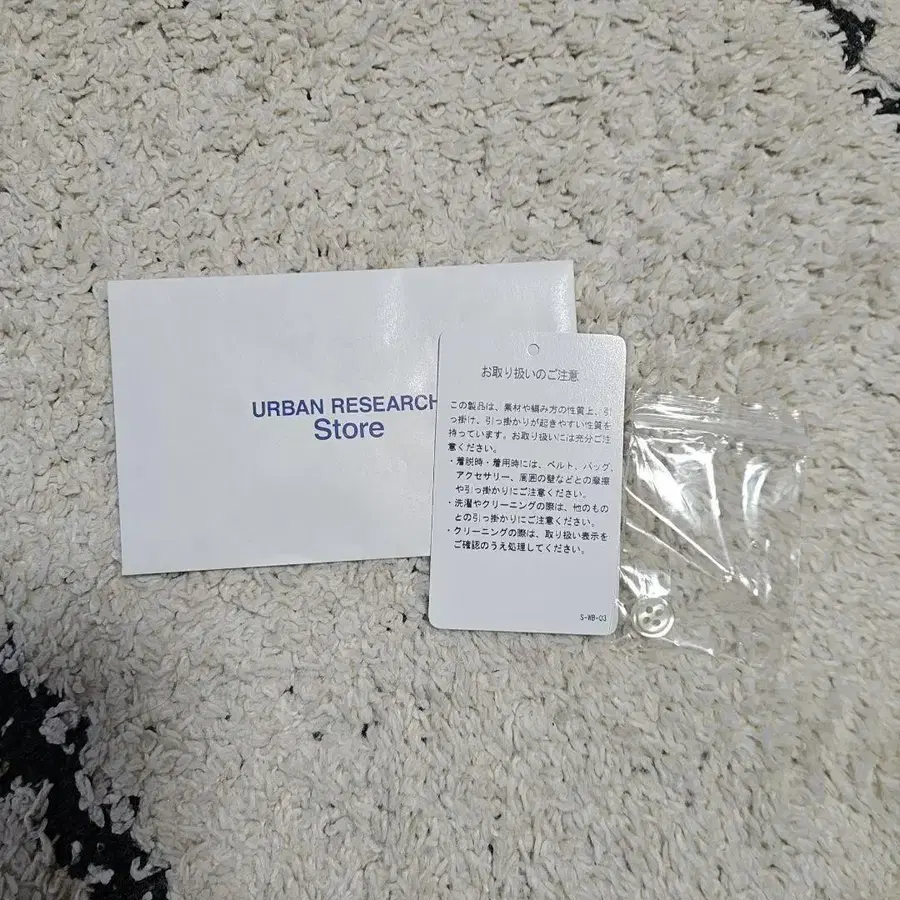 URBAN RESEARCH
Store
お取り扱いのご注意
この製品は、素材や編み方の性質上、引
っ掛け、引っ掛かりが起きやすい性質を
持っています。お取り扱いには充分ご注
意ください。
・着脱時・着用時には、ベルト、バッグ、
アクセサリー、周囲の壁などとの摩擦
や引っ掛かりにご注意ください。
・洗濯やクリーニングの際は、他のもの
との引っ掛かりにご注意ください。
・クリーニングの際は、取り扱い表示を
ご確認のうえ処理してください。
S-WB-03